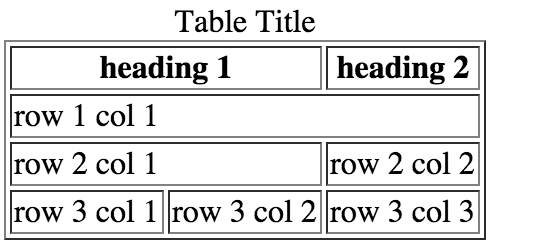 Table Title
heading 1 heading 2
row 1 col 1
row 2 col 1 row 2 col 2
row 3 col 1 row 3 col 2 row 3 col 3